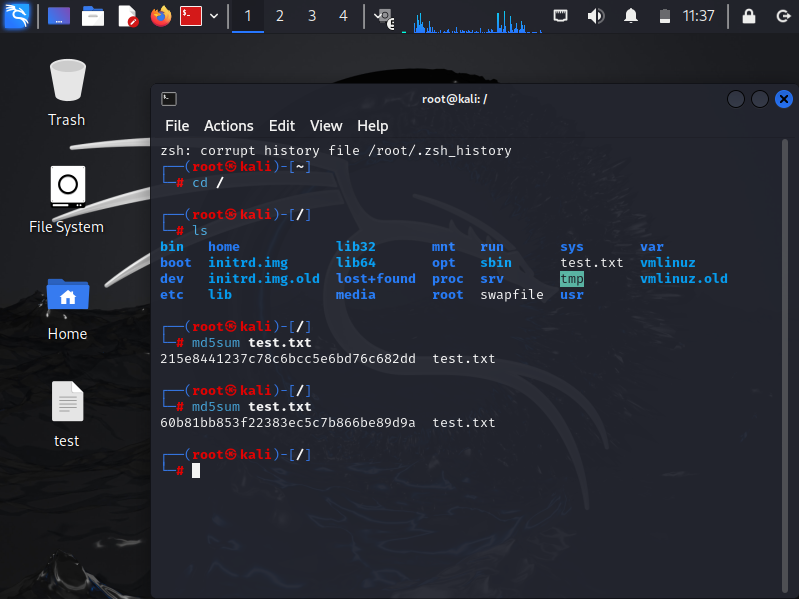 1 2 3 4 11:37
Trash
File System
Home
test
root@kali: /
File Actions Edit View Help
zsh: corrupt history file /root/.zsh_history
┌──(root㉿kali)-[~]
└─# cd /
┌──(root㉿kali)-[/]
└─# ls
bin home lib32 mnt run sys var
boot initrd.img lib64 opt sbin test.txt vmlinuz
dev initrd.img.old lost+found proc srv tmp vmlinuz.old
etc lib media root swapfile usr
┌──(root㉿kali)-[/]
└─# md5sum test.txt
215e8441237c78c6bcc5e6bd76c682dd test.txt
┌──(root㉿kali)-[/]
└─# md5sum test.txt
60b81bb853f22383ec5c7b866be89d9a test.txt
┌──(root㉿kali)-[/]
└─#